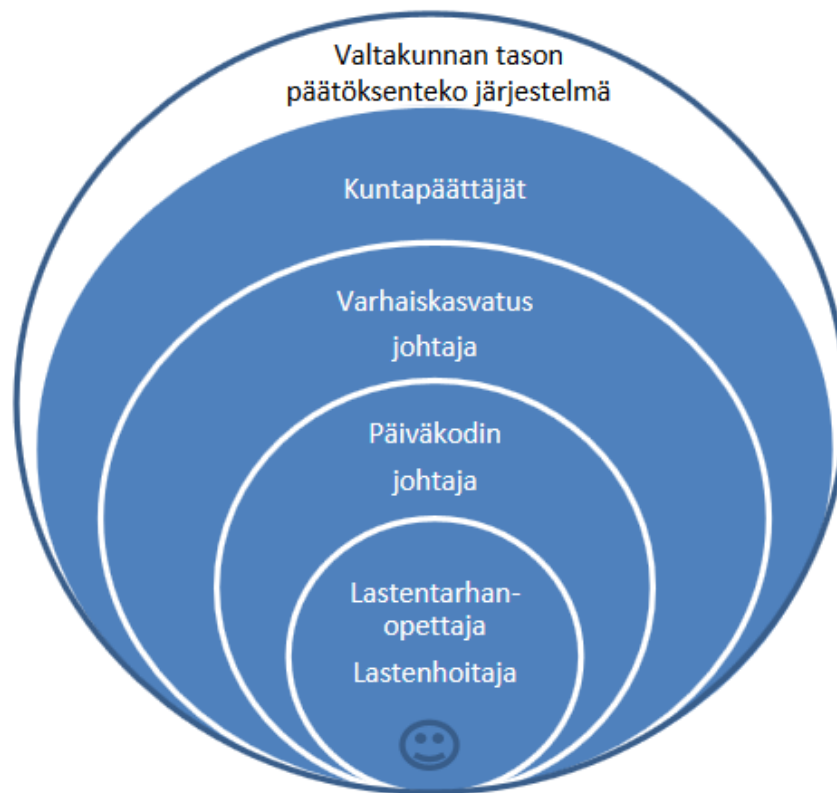 Valtakunnan tason
päätöksenteko järjestelmä
Kuntapäättäjät
Varhaiskasvatus
johtaja
Päiväkodin
johtaja
Lastentarhan-
opettaja
Lastenhoitaja